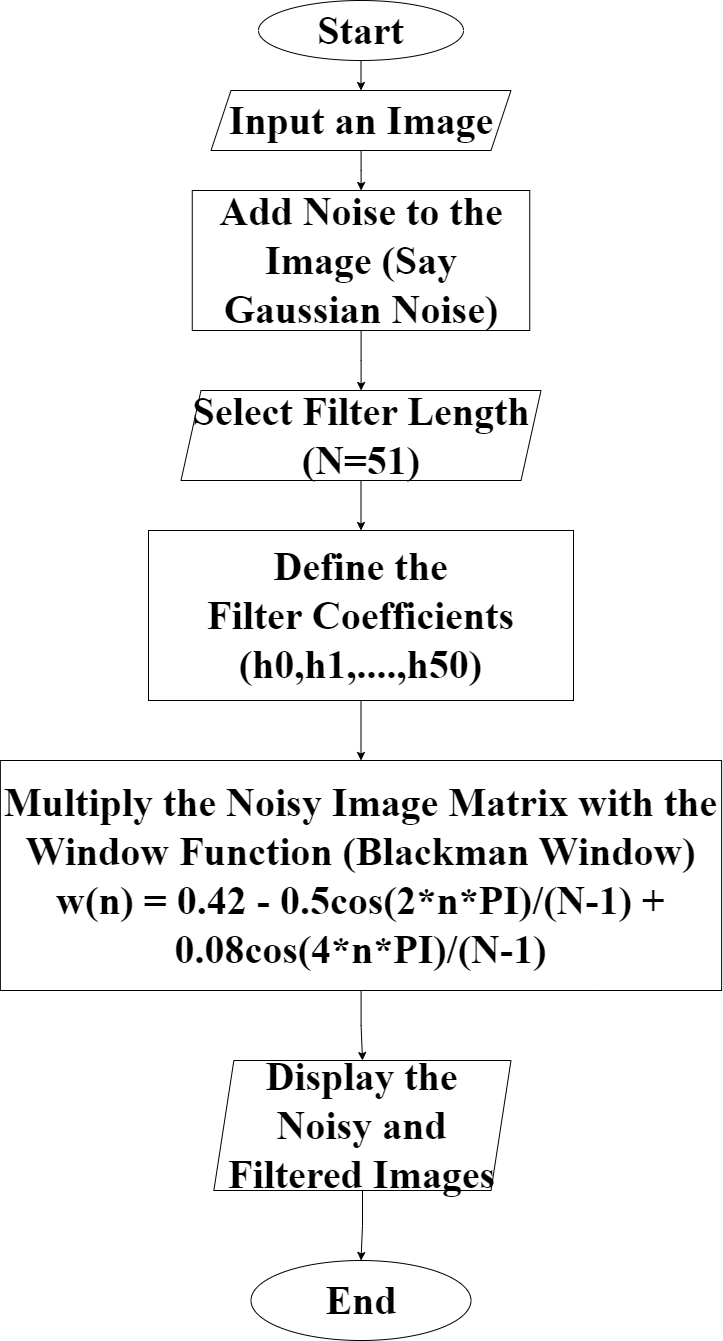 Start
Input an Image
Add Noise to the
Image (Say
Gaussian Noise)
Select Filter Length
(N=51)
Define the
Filter Coefficients
(h0,h1,....,h50)
Multiply the Noisy Image Matrix with the
Window Function (Blackman Window)
w(n) = 0.42 - 0.5cos(2*n*PI)/(N-1) +
0.08cos(4*n*PI)/(N-1)
Display the
Noisy and
Filtered Images
End